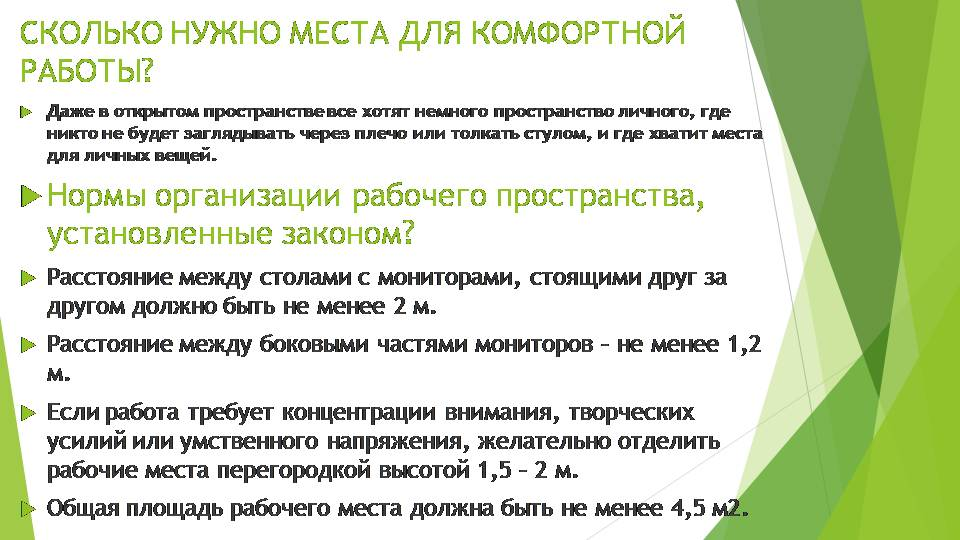 СКОЛЬКО НУЖНО МЕСТА ДЛЯ КОМФОРТНОЙ
РАБОТЫ?
Даже в открытом пространстве все хотят немного пространство личного, где
никто не будет заглядывать через плечо или толкать стулом, и где хватит места
для личных вещей.
Нормы организации рабочего пространства,
установленные законом?
Расстояние между столами с мониторами, стоящими друг за
другом должно быть не менее 2 м.
Расстояние между боковыми частями мониторов – не менее 1,2
м.
Если работа требует концентрации внимания, творческих
усилий или умственного напряжения, желательно отделить
рабочие места перегородкой высотой 1,5 – 2 м.
Общая площадь рабочего места должна быть не менее 4,5 м2.